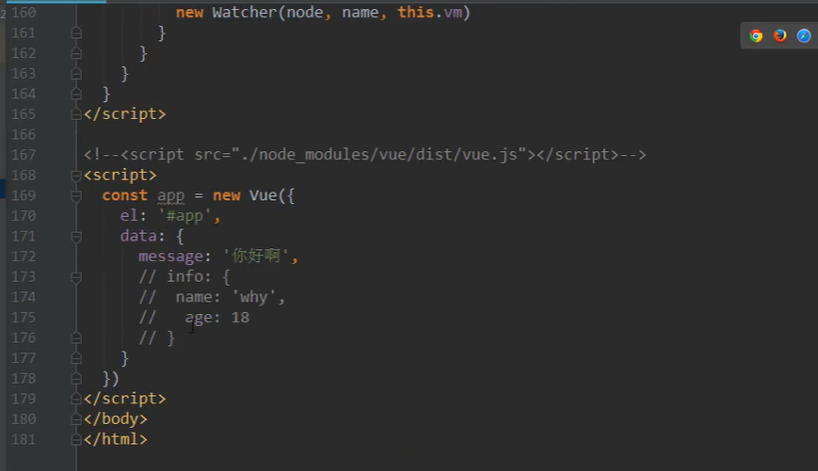 160 new Watcher(node, name, this.vm)
161 }
162 }
163 }
164 }
165 </script>
166
167 <!--<script src="./node_modules/vue/dist/vue.js"></script>-->
168 <script>
169 const app = new Vue({
170 el: '#app',
171 data: {
172 message: '你好啊',
173 // info: {
174 // name: 'why',
175 // age: 18
176 // }
177 }
178 })
179 </script>
180 </body>
181 </html>